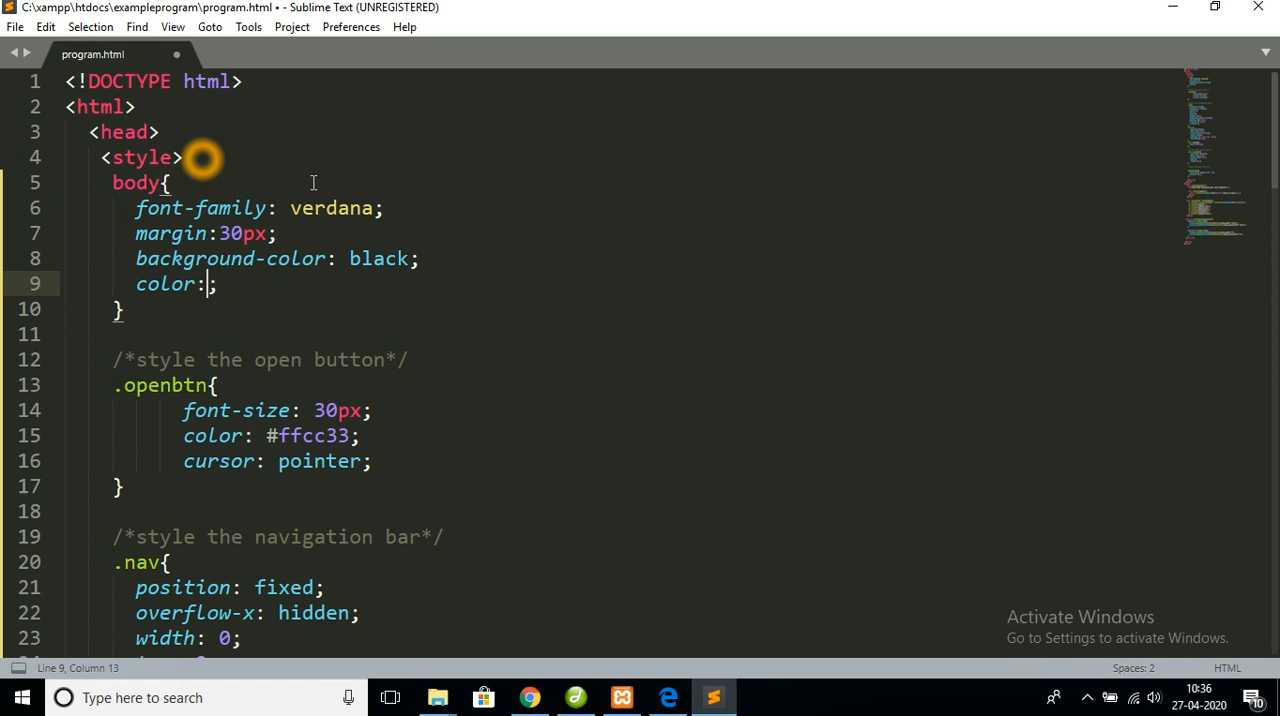 C:\xampp\htdocs\exampleprogram\program.html • - Sublime Text (UNREGISTERED)
File Edit Selection Find View Goto Tools Project Preferences Help
program.html
1 <!DOCTYPE html>
2 <html>
3 <head>
4 <style>
5 body{
6 font-family: verdana;
7 margin:30px;
8 background-color: black;
9 color:;
10 }
11
12 /*style the open button*/
13 .openbtn{
14 font-size: 30px;
15 color: #ffcc33;
16 cursor: pointer;
17 }
18
19 /*style the navigation bar*/
20 .nav{
21 position: fixed;
22 overflow-x: hidden;
23 width: 0;
Activate Windows
Go to Settings to activate Windows.
Line 9, Column 13 Spaces: 2 HTML
Type here to search
10:36
27-04-2020
10